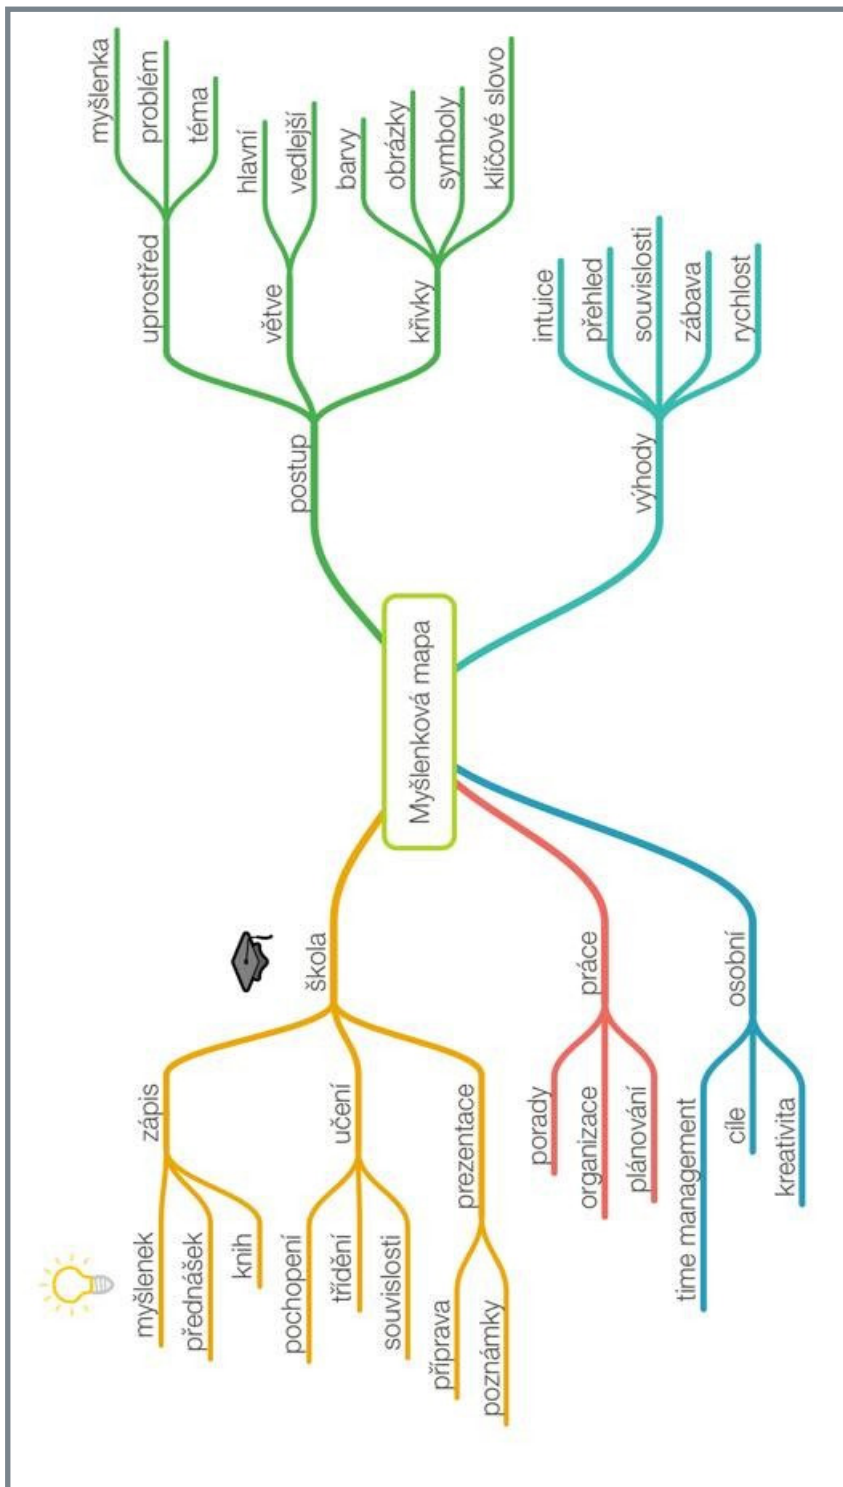 Myšlenková mapa
postup
uprostřed
myšlenka
problém
téma
větve
hlavní
vedlejší
křivky
barvy
obrázky
symboly
klíčové slovo
výhody
intuice
přehled
souvislosti
zábava
rychlost
škola
zápis
myšlenek
přednášek
knih
učení
pochopení
třídění
souvislosti
prezentace
příprava
poznámky
práce
porady
organizace
plánování
osobní
time management
cíle
kreativita